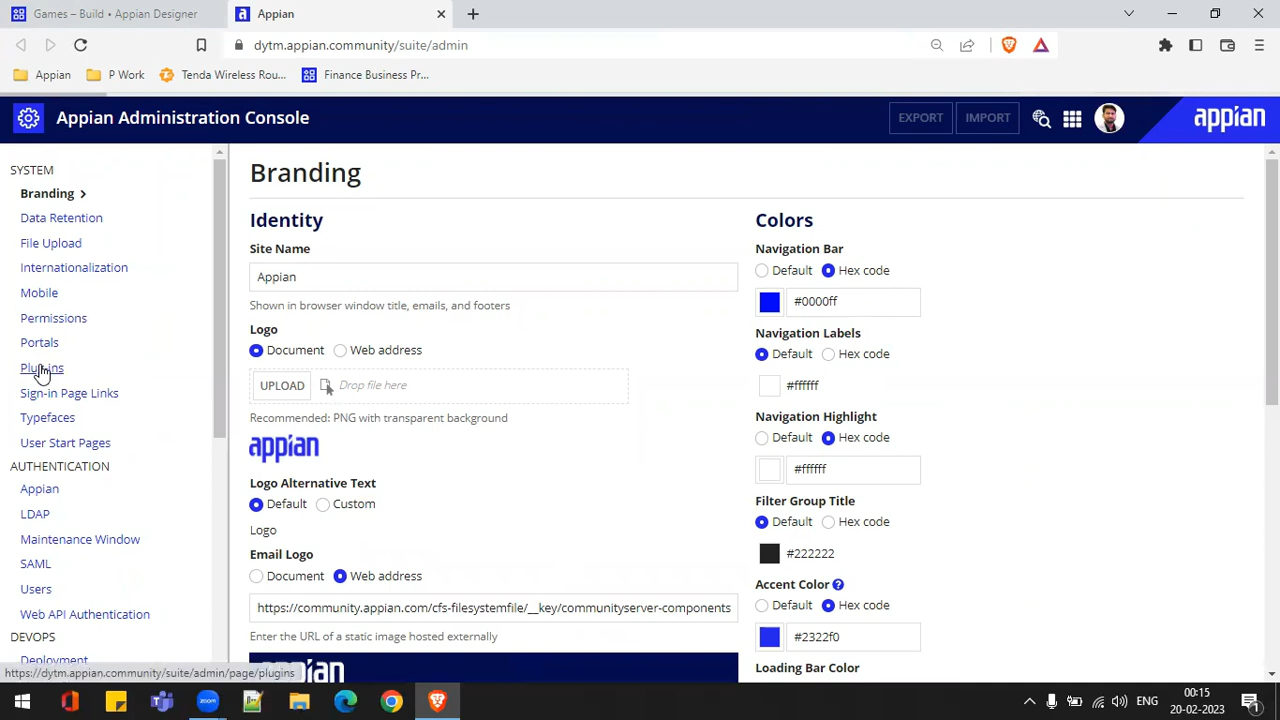 Games – Build • Appian Designer
Appian
dytm.appian.community/suite/admin
Appian
P Work
Tenda Wireless Rou...
Finance Business Pr...
Appian Administration Console
EXPORT
IMPORT
appian
SYSTEM
Branding
Data Retention
File Upload
Internationalization
Mobile
Permissions
Portals
Plug-ins
Sign-in Page Links
Typefaces
User Start Pages
AUTHENTICATION
Appian
LDAP
Maintenance Window
SAML
Users
Web API Authentication
DEVOPS
Deployment
Branding
Identity
Site Name
Appian
Shown in browser window title, emails, and footers
Logo
Document Web address
UPLOAD Drop file here
Recommended: PNG with transparent background
appian
Logo Alternative Text
Default Custom
Logo
Email Logo
Document Web address
https://community.appian.com/cfs-filesystemfile/__key/communityserver-components
Enter the URL of a static image hosted externally
appian
Colors
Navigation Bar
Default Hex code
#0000ff
Navigation Labels
Default Hex code
#ffffff
Navigation Highlight
Default Hex code
#ffffff
Filter Group Title
Default Hex code
#222222
Accent Color ?
Default Hex code
#2322f0
Loading Bar Color
https://dytm.appian.community/suite/admin/page/plugins
zoom
ENG
00:15
20-02-2023
1